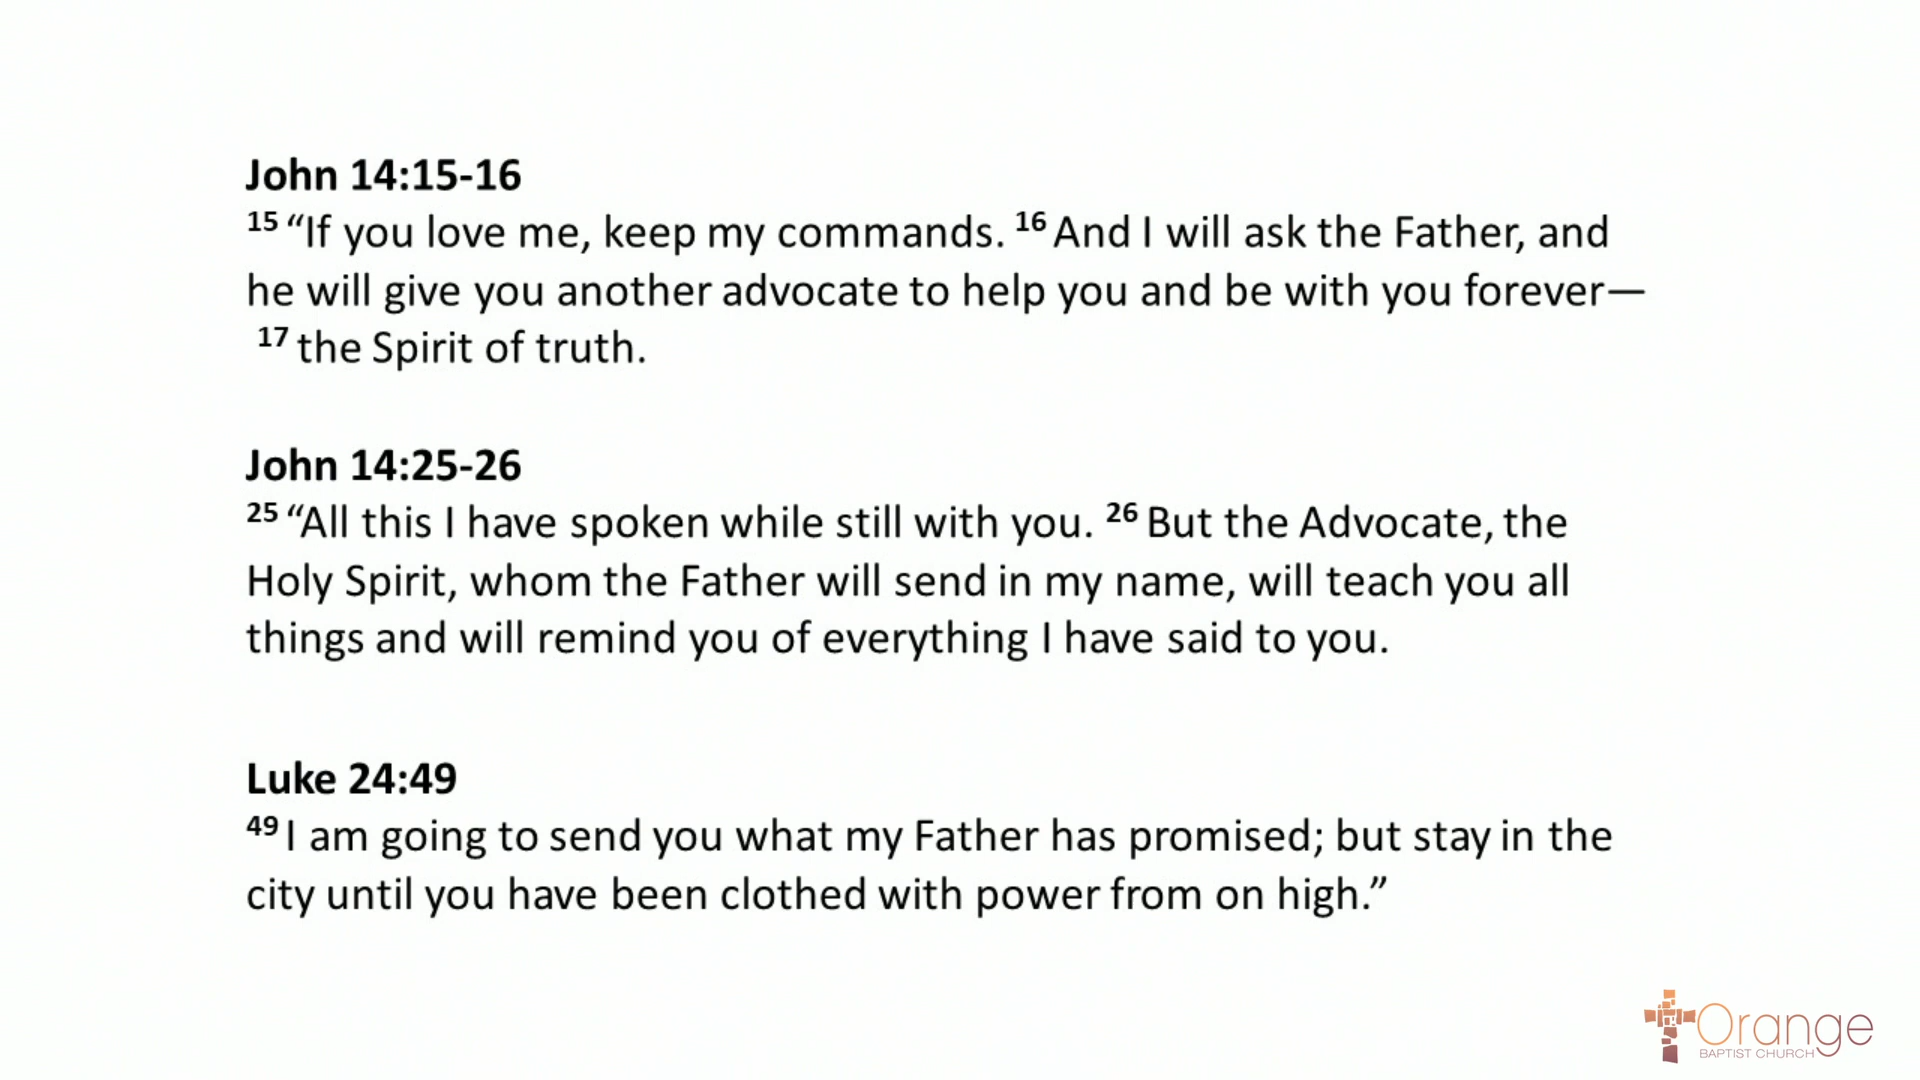 John 14:15-16
15 “If you love me, keep my commands. 16 And I will ask the Father, and
he will give you another advocate to help you and be with you forever—
17 the Spirit of truth.
John 14:25-26
25 “All this I have spoken while still with you. 26 But the Advocate, the
Holy Spirit, whom the Father will send in my name, will teach you all
things and will remind you of everything I have said to you.
Luke 24:49
49 I am going to send you what my Father has promised; but stay in the
city until you have been clothed with power from on high.”
Orange
BAPTIST CHURCH